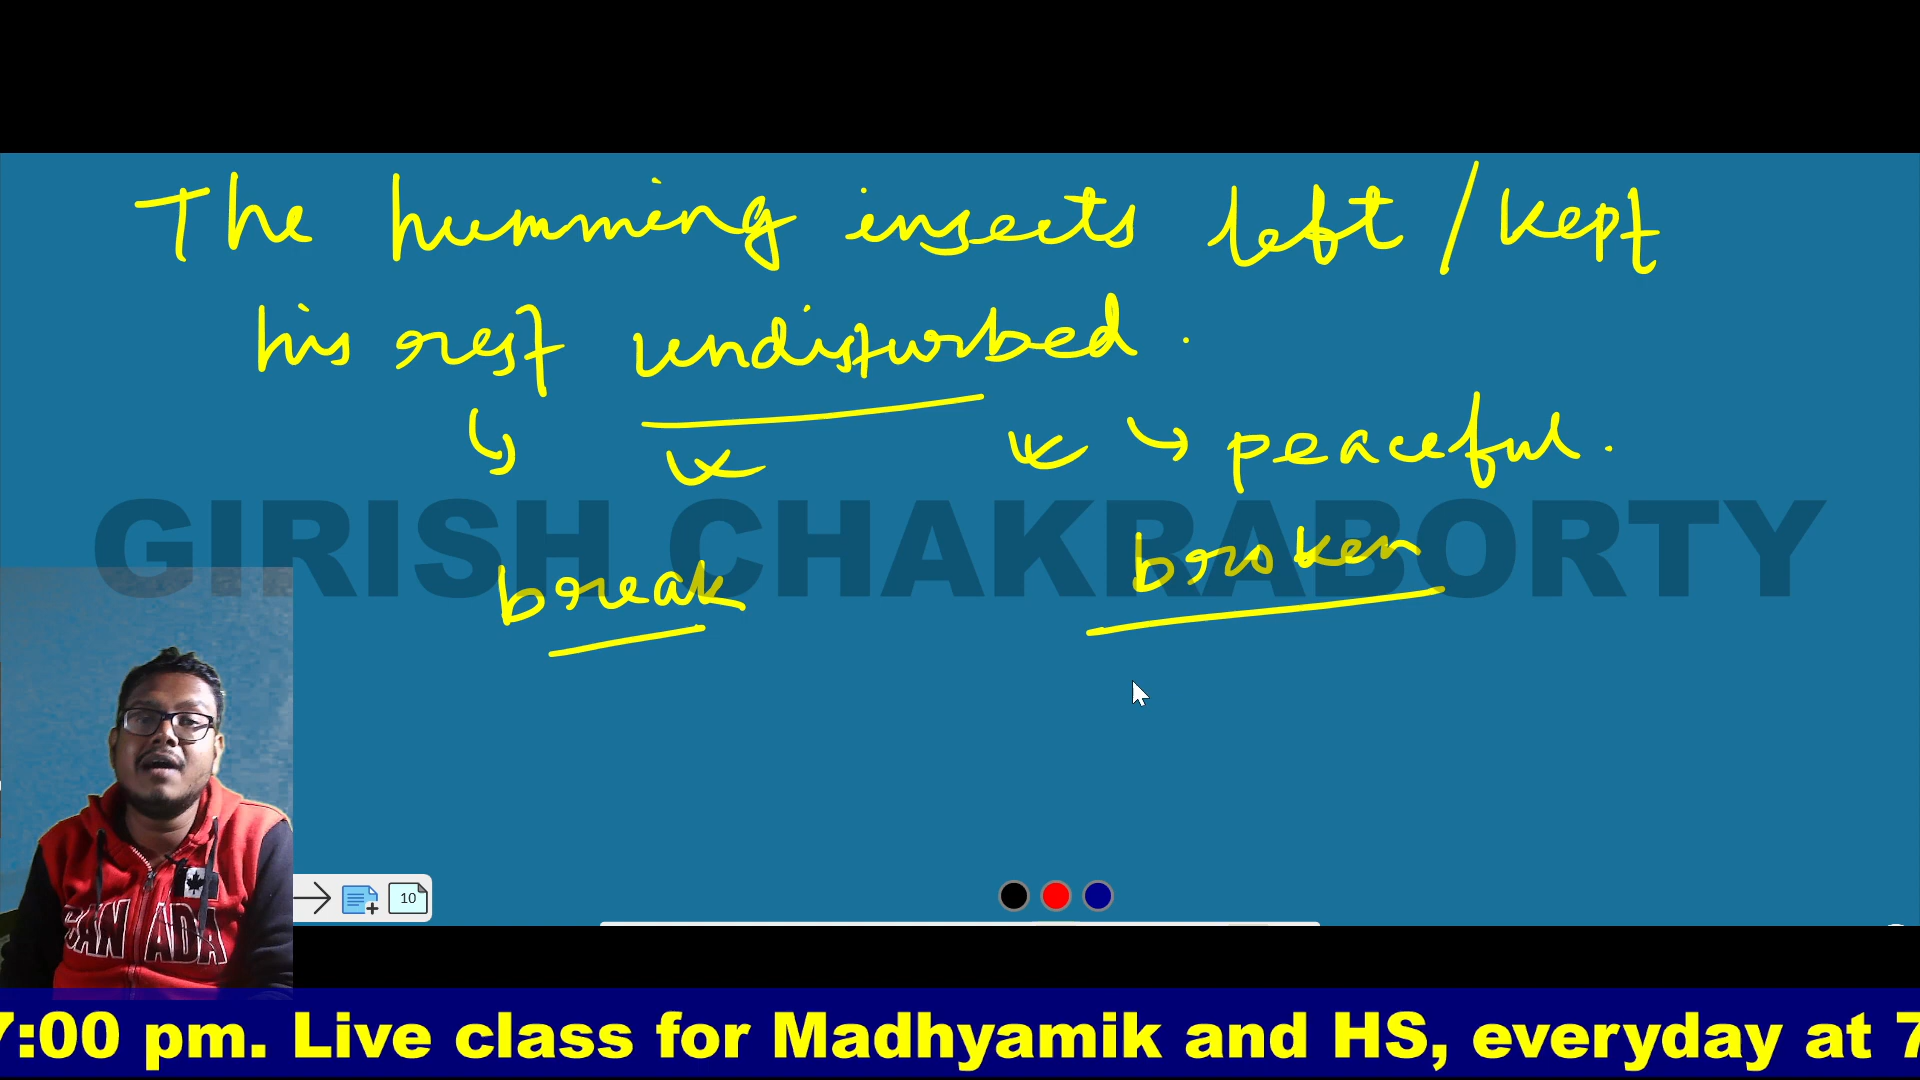 The humming insects left / kept
his rest undisturbed.
peaceful.
GIRISH CHAKRABORTY
break
broken
CANADA
10
7:00 pm. Live class for Madhyamik and HS, everyday at 7